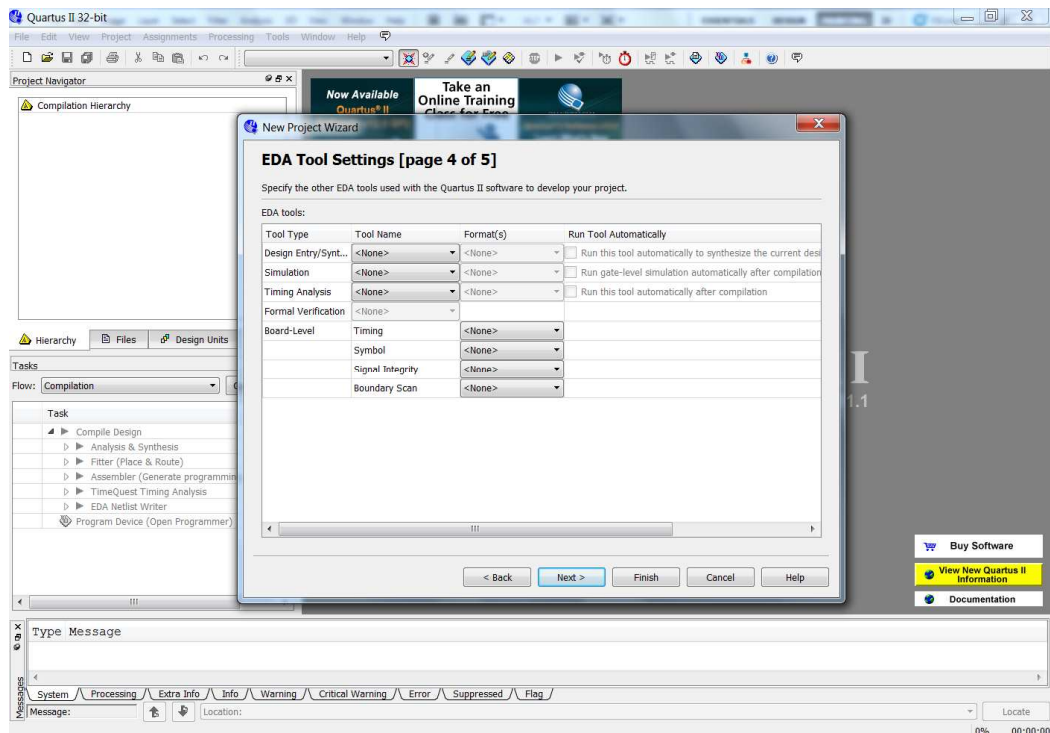 Quartus II 32-bit
File Edit View Project Assignments Processing Tools Window Help
Project Navigator
Compilation Hierarchy
Now Available
Quartus® II
Take an
Online Training
Class for Free
New Project Wizard
EDA Tool Settings [page 4 of 5]
Specify the other EDA tools used with the Quartus II software to develop your project.
EDA tools:
Tool Type Tool Name Format(s) Run Tool Automatically
Design Entry/Synt... <None> <None> Run this tool automatically to synthesize the current desi
Simulation <None> <None> Run gate-level simulation automatically after compilation
Timing Analysis <None> <None> Run this tool automatically after compilation
Formal Verification <None>
Board-Level Timing <None>
Symbol <None>
Signal Integrity <None>
Boundary Scan <None>
< Back Next > Finish Cancel Help
Hierarchy Files Design Units
Tasks
Flow: Compilation
Task
Compile Design
Analysis & Synthesis
Fitter (Place & Route)
Assembler (Generate programmin
TimeQuest Timing Analysis
EDA Netlist Writer
Program Device (Open Programmer)
I
1.1
Buy Software
View New Quartus II
Information
Documentation
Type Message
Messages
System Processing Extra Info Info Warning Critical Warning Error Suppressed Flag
Message: Location: Locate
0% 00:00:00